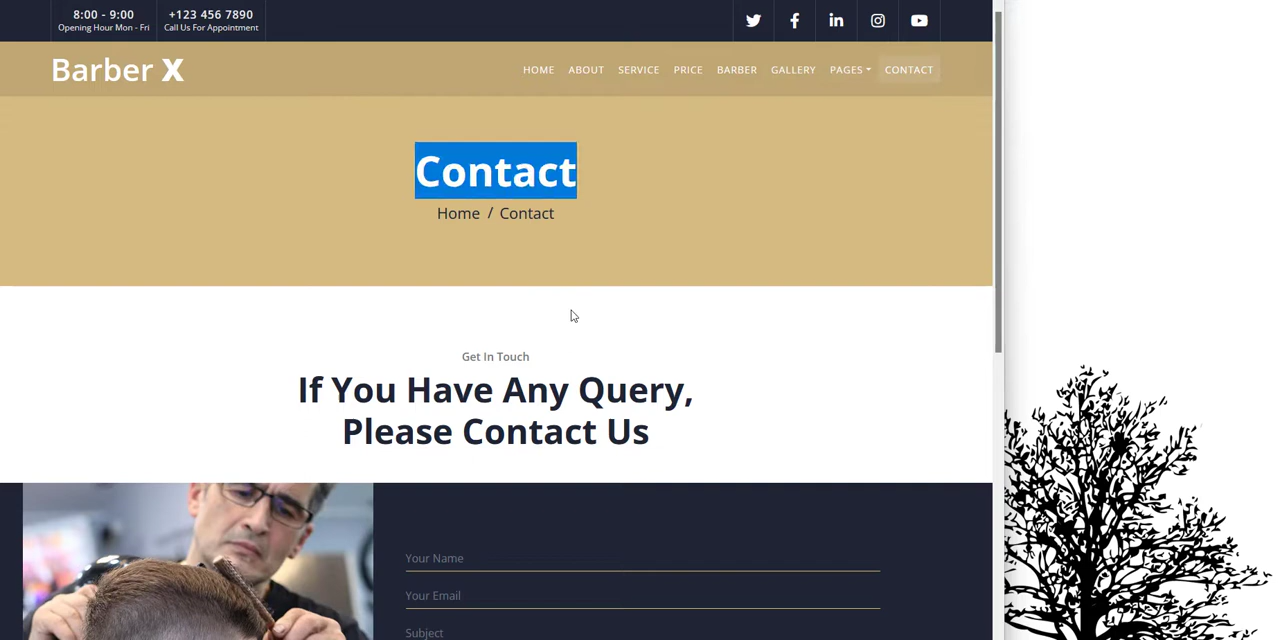 8:00 - 9:00
Opening Hour Mon - Fri
+123 456 7890
Call Us For Appointment
Barber X
HOME ABOUT SERVICE PRICE BARBER GALLERY PAGES CONTACT
Contact
Home / Contact
Get In Touch
If You Have Any Query,
Please Contact Us
Your Name
Your Email
Subject